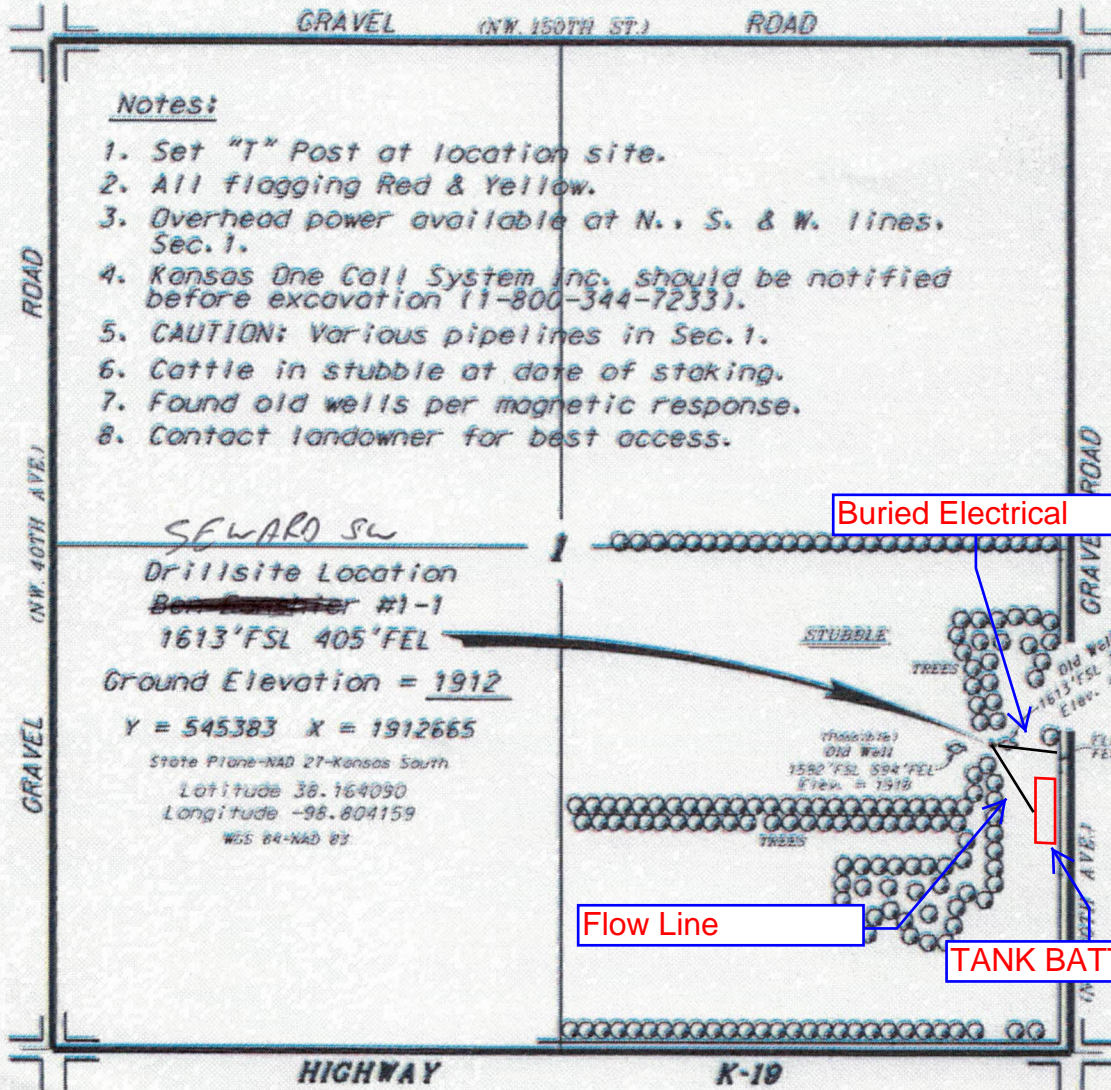 GRAVEL (NW. 150TH ST.) ROAD
Notes:
1. Set "T" Post at location site.
2. All flagging Red & Yellow.
3. Overhead power available at N., S. & W. lines,
Sec. 1.
4. Kansas One Call System Inc. should be notified
before excavation (1-800-344-7233).
5. CAUTION: Various pipelines in Sec. 1.
6. Cattle in stubble at date of staking.
7. Found old wells per magnetic response.
8. Contact landowner for best access.
ROAD
(NW. 40TH AVE.)
GRAVEL
SEWARD SW
Drillsite Location
#1-1
1613'FSL 405'FEL
Ground Elevation = 1912
Y = 545383 X = 1912665
State Plane-NAD 27-Kansas South
Latitude 38.164090
Longitude -98.804159
WGS 84-NAD 83
1
Buried Electrical
GRAVEL ROAD
STUBBLE
TREES
Old Wel
1613'FSL
Elev.
(Possible)
Old Well
1592'FSL 594'FEL
Elev. = 1918
TREES
AVE.)
Flow Line
TANK BATT
HIGHWAY K-19